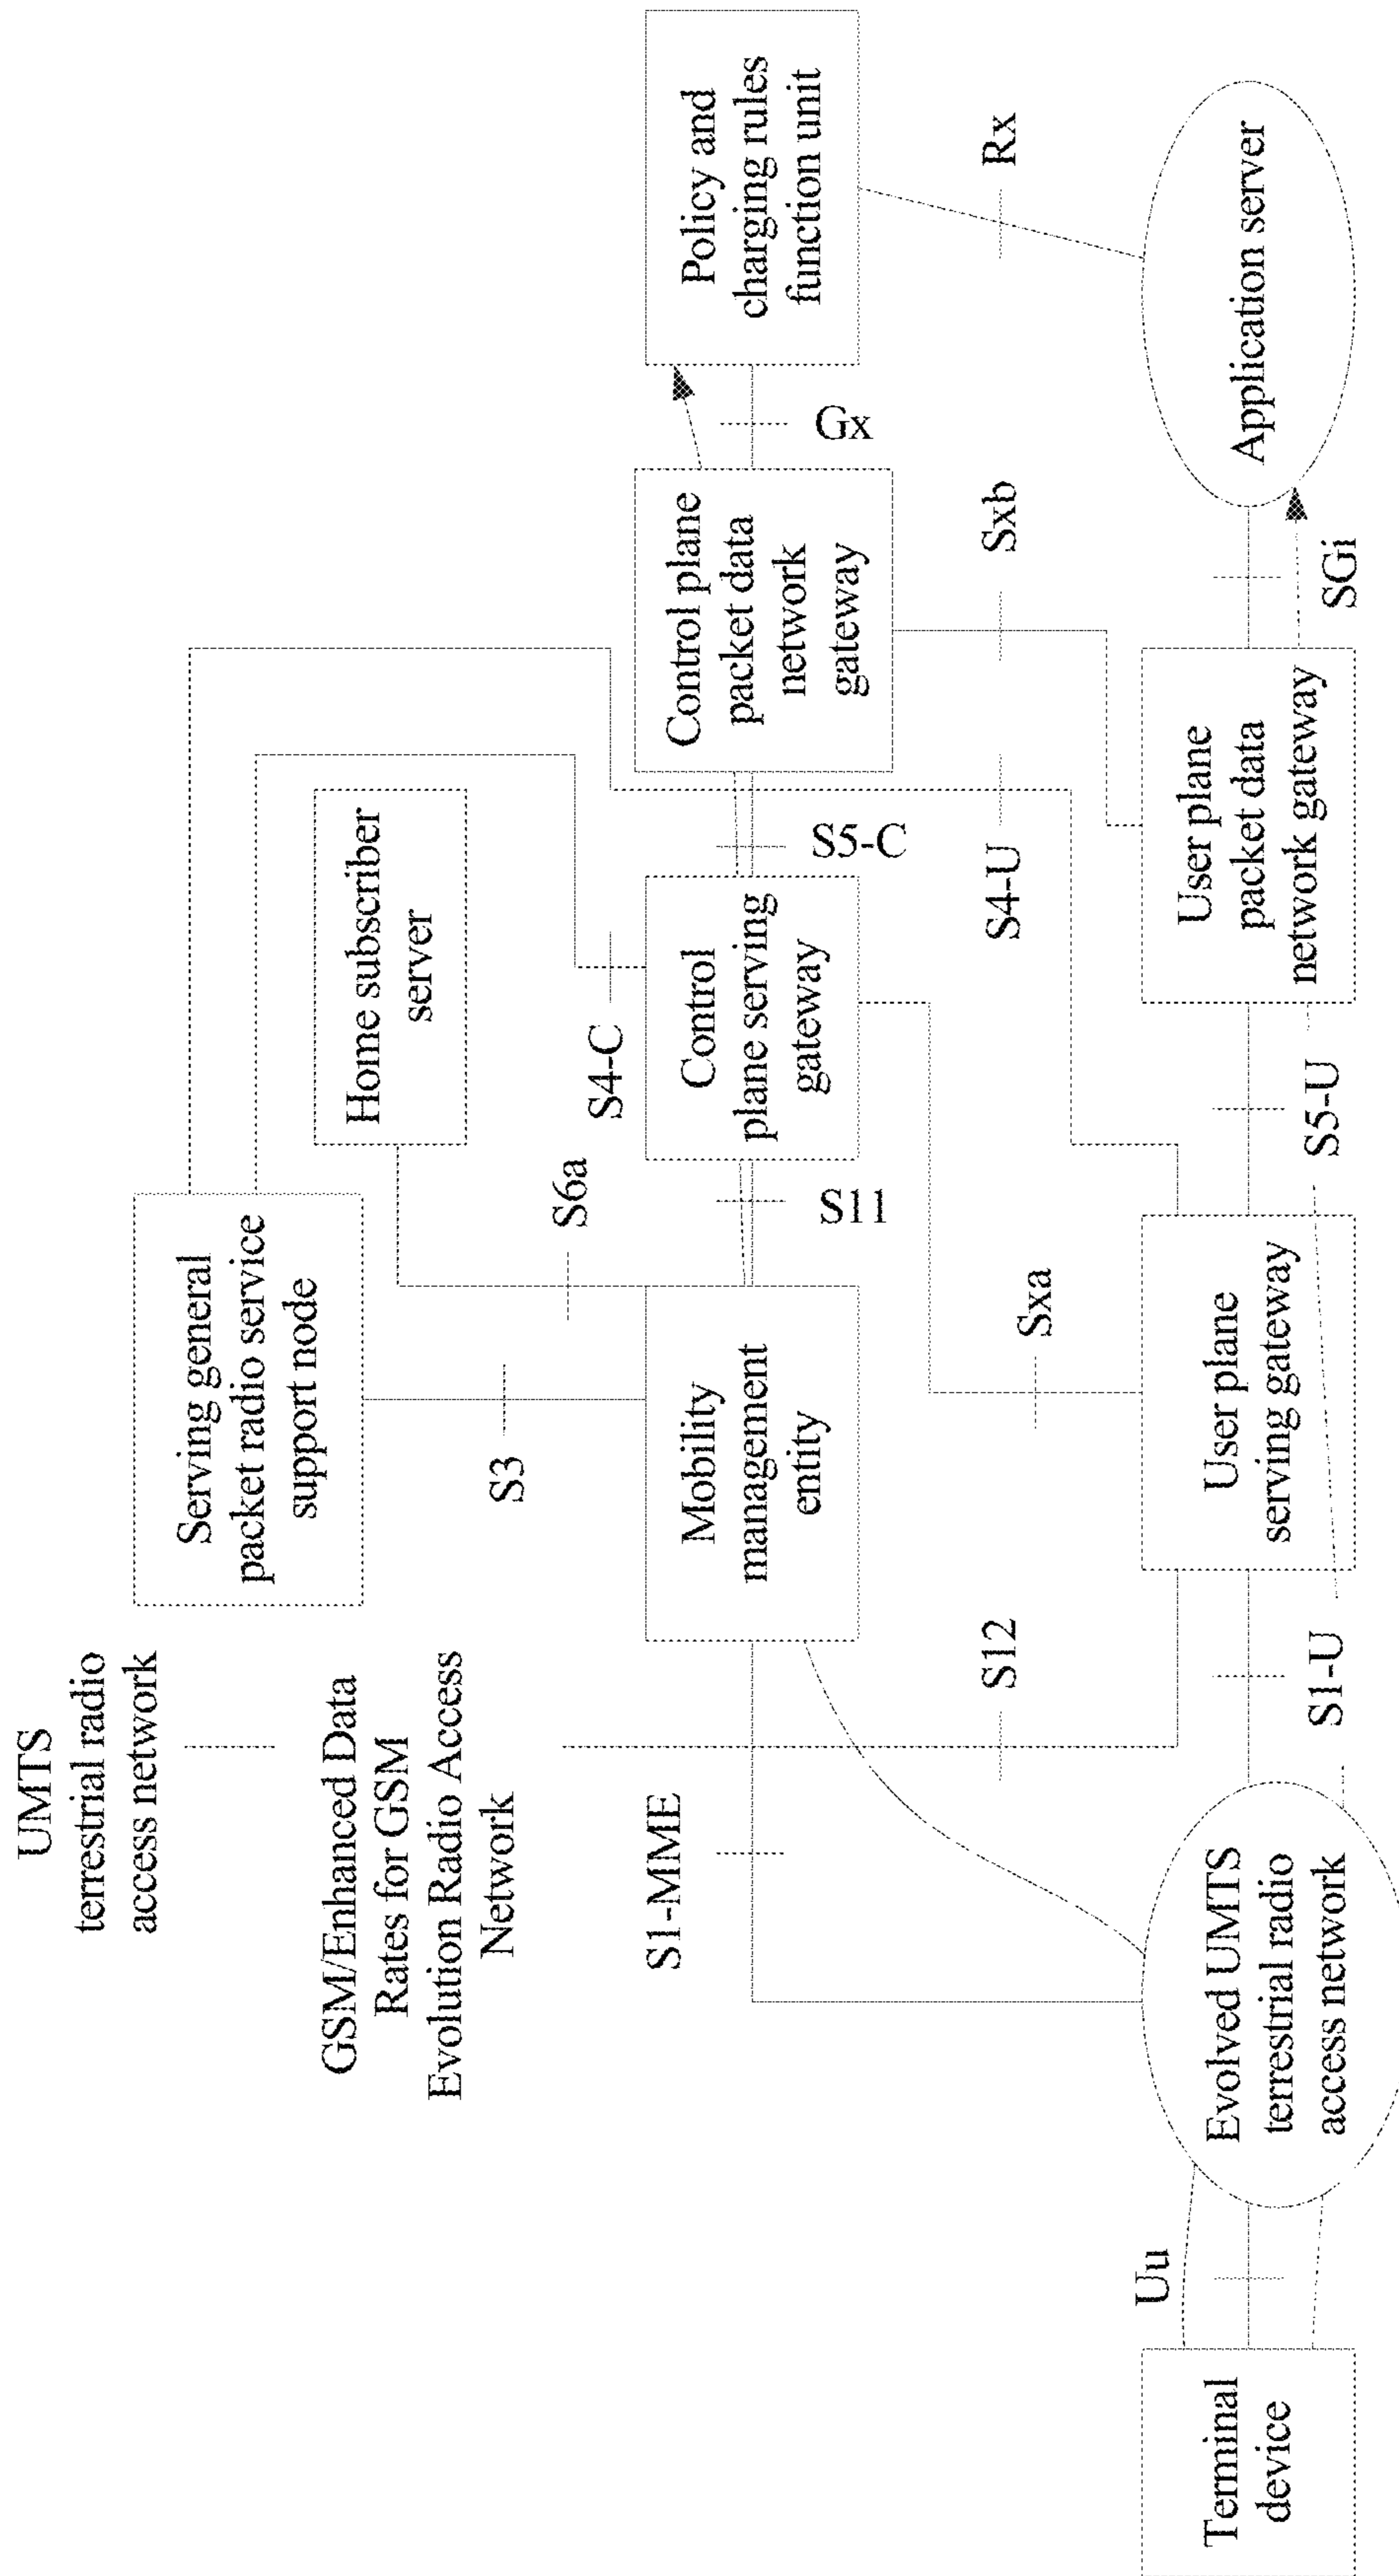 UMTS
terrestrial radio
access network
GSM/Enhanced Data
Rates for GSM
Evolution Radio Access
Network
Serving general
packet radio service
support node
Home subscriber
server
S3
S6a
S4-C
S1-MME
Mobility
management
entity
S11
Control
plane serving
gateway
S5-C
Control plane
packet data
network
gateway
Gx
Policy and
charging rules
function unit
S12
Sxa
S4-U
Sxb
Rx
Uu
Terminal
device
Evolved UMTS
terrestrial radio
access network
S1-U
User plane
serving gateway
S5-U
User plane
packet data
network gateway
SGi
Application server